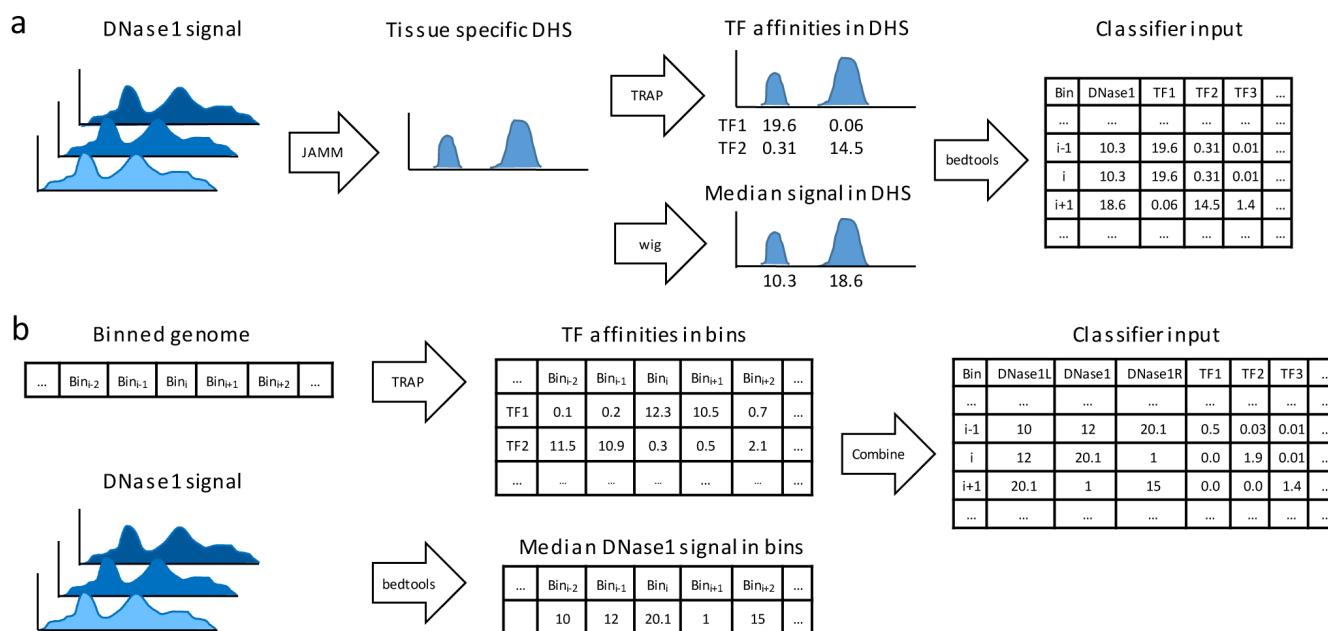 a
DNase1 signal
Tissue specific DHS
TF affinities in DHS
Classifier input
JAMM
TRAP
TF1 19.6 0.06
TF2 0.31 14.5
wig
Median signal in DHS
10.3 18.6
bedtools
Bin DNase1 TF1 TF2 TF3 ...
... ... ... ... ... ...
i-1 10.3 19.6 0.31 0.01 ...
i 10.3 19.6 0.31 0.01 ...
i+1 18.6 0.06 14.5 1.4 ...
... ... ... ... ... ...
b
Binned genome
... Bini-2 Bini-1 Bini Bini+1 Bini+2 ...
TRAP
TF affinities in bins
... Bini-2 Bini-1 Bini Bini+1 Bini+2 ...
TF1 0.1 0.2 12.3 10.5 0.7 ...
TF2 11.5 10.9 0.3 0.5 2.1 ...
... ... ... ... ... ... ...
DNase1 signal
bedtools
Median DNase1 signal in bins
... Bini-2 Bini-1 Bini Bini+1 Bini+2 ...
10 12 20.1 1 15 ...
Combine
Classifier input
Bin DNase1L DNase1 DNase1R TF1 TF2 TF3 ..
... ... ... ... ... ... ... ..
i-1 10 12 20.1 0.5 0.03 0.01 ..
i 12 20.1 1 0.0 1.9 0.01 ..
i+1 20.1 1 15 0.0 0.0 1.4 ..
... ... ... ... ... ... ... ..